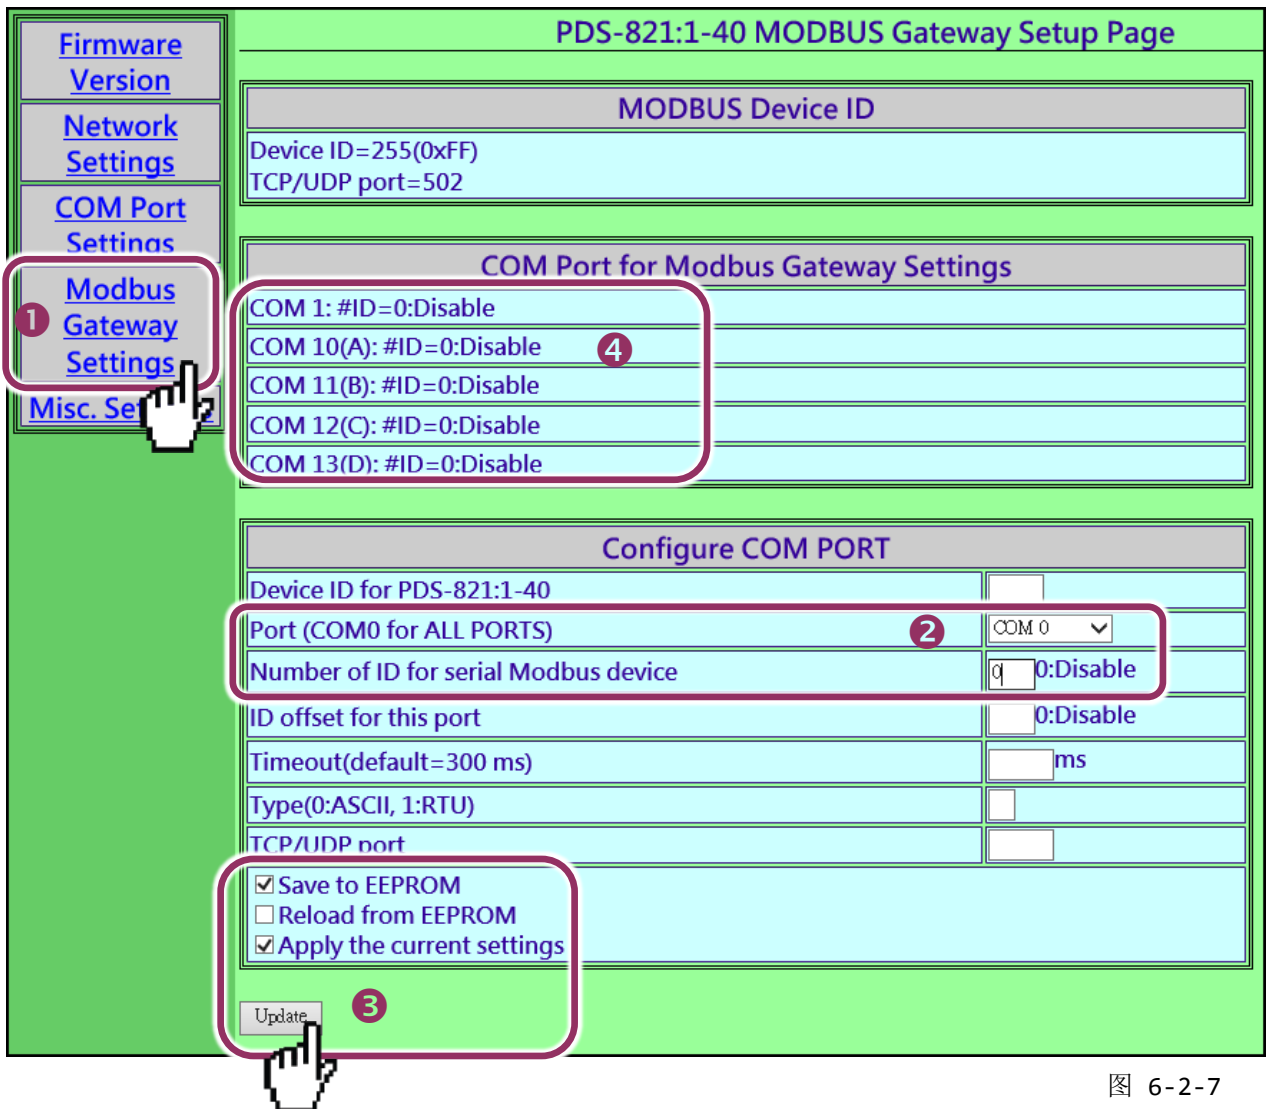 PDS-821:1-40 MODBUS Gateway Setup Page
Firmware
Version
Network
Settings
COM Port
Settings
1
Modbus
Gateway
Settings
Misc. Se
MODBUS Device ID
Device ID=255(0xFF)
TCP/UDP port=502
COM Port for Modbus Gateway Settings
COM 1: #ID=0:Disable
COM 10(A): #ID=0:Disable
4
COM 11(B): #ID=0:Disable
COM 12(C): #ID=0:Disable
COM 13(D): #ID=0:Disable
Configure COM PORT
Device ID for PDS-821:1-40
Port (COM0 for ALL PORTS) 2 COM 0
Number of ID for serial Modbus device 0 0:Disable
ID offset for this port 0:Disable
Timeout(default=300 ms) ms
Type(0:ASCII, 1:RTU)
TCP/UDP port
Save to EEPROM
Reload from EEPROM
Apply the current settings
Update 3
图 6-2-7